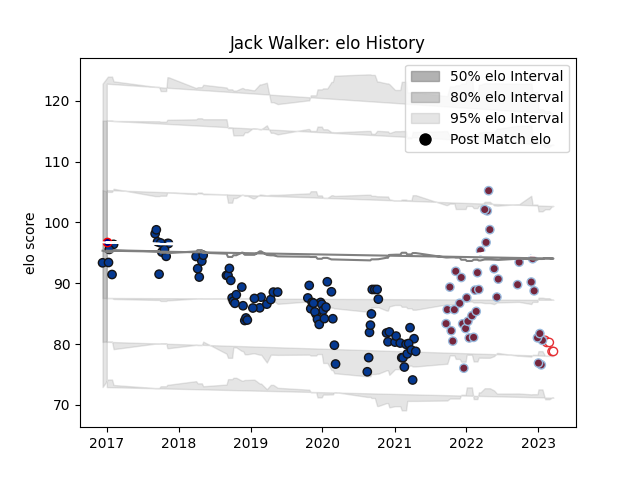 Jack Walker: elo History
50% elo Interval
80% elo Interval
95% elo Interval
Post Match elo
elo score
120
110
100
90
80
70
2017 2018 2019 2020 2021 2022 2023